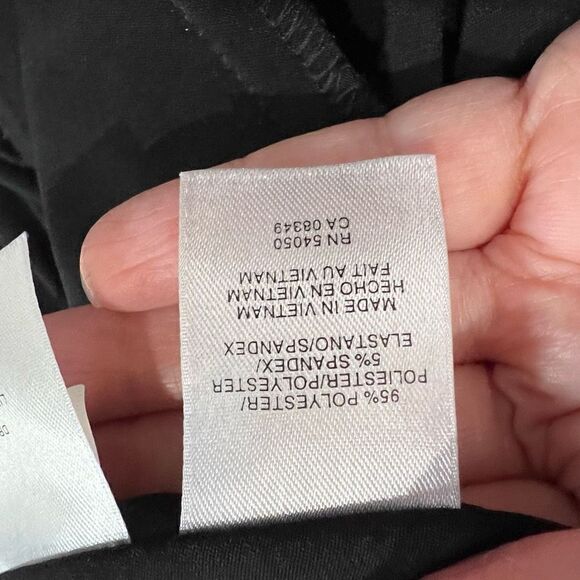 95% POLYESTER/
POLIESTER/POLYESTER
5% SPANDEX/
ELASTANO/SPANDEX
MADE IN VIETNAM
HECHO EN VIETNAM
FAIT AU VIETNAM
RN 54050
CA 08349